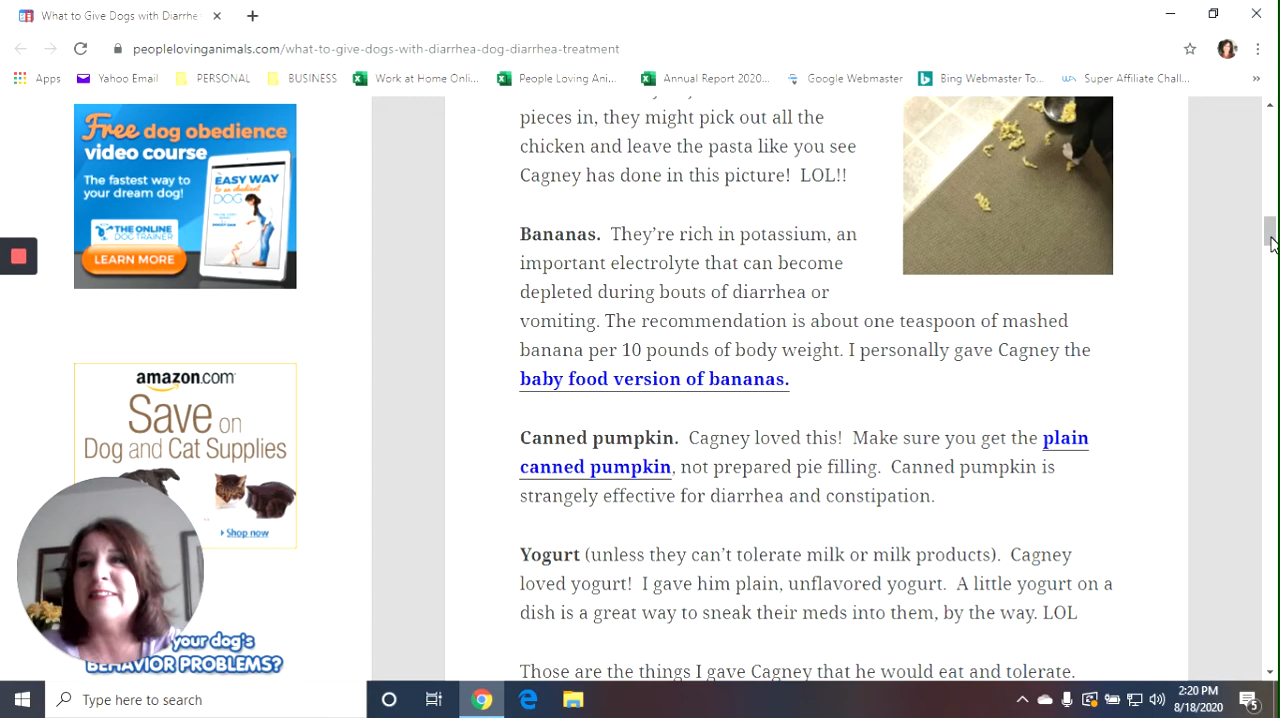 What to Give Dogs with Diarrhe
peoplelovinganimals.com/what-to-give-dogs-with-diarrhea-dog-diarrhea-treatment
Apps
Yahoo Email
PERSONAL
BUSINESS
Work at Home Onli...
People Loving Ani...
Annual Report 2020...
Google Webmaster
Bing Webmaster To...
Super Affiliate Chall...
»
Free dog obedience
video course
The fastest way to
your dream dog!
THE ONLINE
DOG TRAINER
LEARN MORE
EASY WAY
to an obedient
DOG
amazon.com
Save on
Dog and Cat Supplies
Shop now
your dog's
BEHAVIOR PROBLEMS?
pieces in, they might pick out all the
chicken and leave the pasta like you see
Cagney has done in this picture!  LOL!!
Bananas.  They're rich in potassium, an
important electrolyte that can become
depleted during bouts of diarrhea or
vomiting. The recommendation is about one teaspoon of mashed
banana per 10 pounds of body weight. I personally gave Cagney the
baby food version of bananas.
Canned pumpkin.  Cagney loved this!  Make sure you get the plain
canned pumpkin, not prepared pie filling.  Canned pumpkin is
strangely effective for diarrhea and constipation.
Yogurt (unless they can't tolerate milk or milk products).  Cagney
loved yogurt!  I gave him plain, unflavored yogurt.  A little yogurt on a
dish is a great way to sneak their meds into them, by the way. LOL
Those are the things I gave Cagney that he would eat and tolerate.
Type here to search
2:20 PM
8/18/2020
5